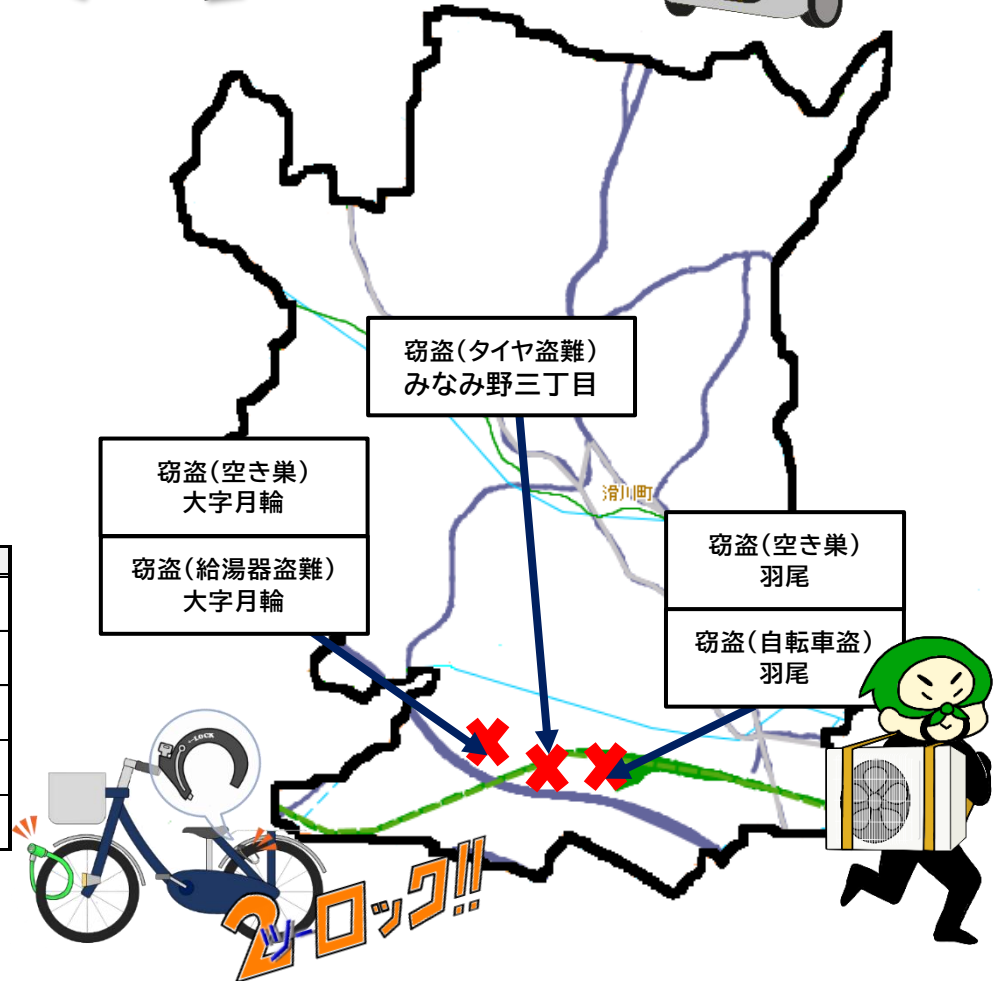 窃盗(タイヤ盗難)
みなみ野三丁目
窃盗(空き巣)
大字月輪
窃盗(給湯器盗難)
大字月輪
滑川町
窃盗(空き巣)
羽尾
窃盗(自転車盗)
羽尾
LOCK
2ロック!!
ツー